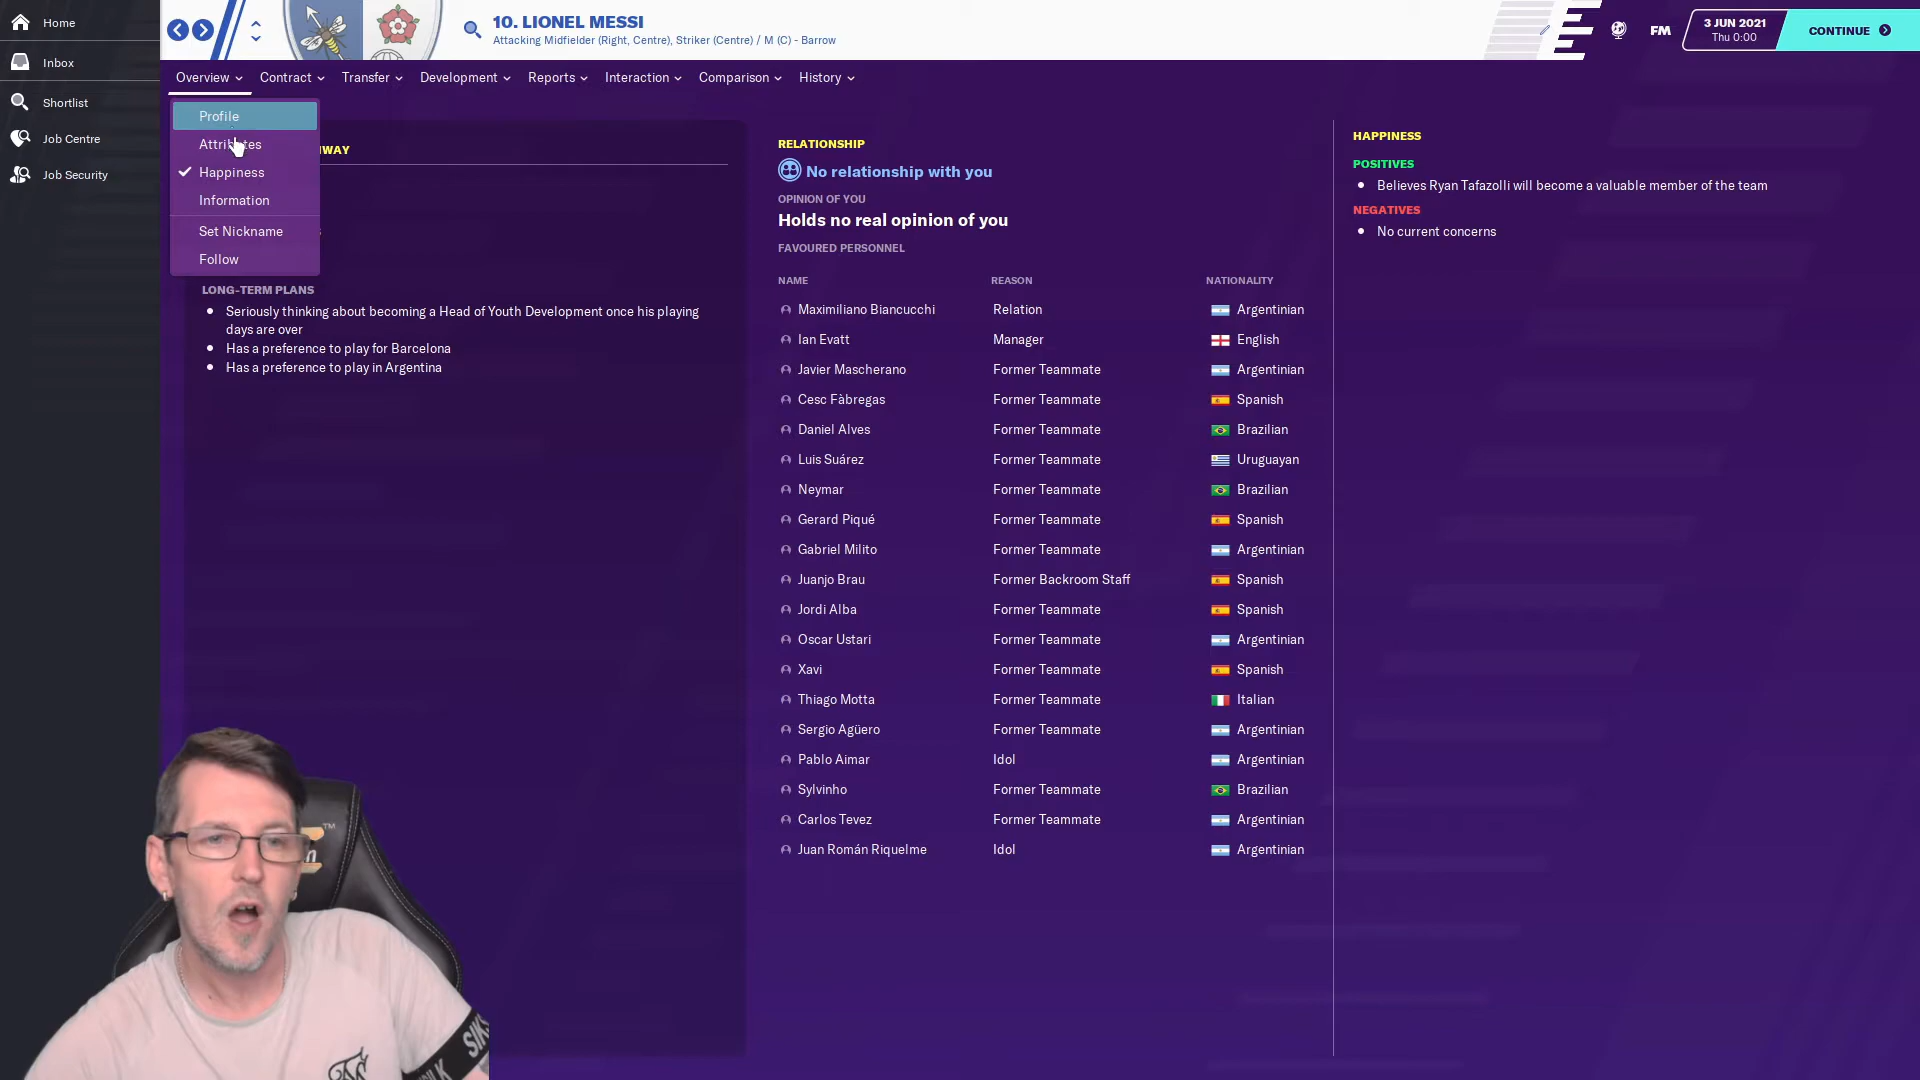 Home
Inbox
Shortlist
Job Centre
Job Security
10. LIONEL MESSI
Attacking Midfielder (Right, Centre), Striker (Centre) / M (C) - Barrow
FM
3 JUN 2021
Thu 0:00
CONTINUE
Overview
Contract
Transfer
Development
Reports
Interaction
Comparison
History
Profile
Attributes
Happiness
Information
Set Nickname
Follow
LONG-TERM PLANS
Seriously thinking about becoming a Head of Youth Development once his playing
days are over
Has a preference to play for Barcelona
Has a preference to play in Argentina
RELATIONSHIP
No relationship with you
OPINION OF YOU
Holds no real opinion of you
FAVOURED PERSONNEL
NAME REASON NATIONALITY
Maximiliano Biancucchi Relation Argentinian
Ian Evatt Manager English
Javier Mascherano Former Teammate Argentinian
Cesc Fàbregas Former Teammate Spanish
Daniel Alves Former Teammate Brazilian
Luis Suárez Former Teammate Uruguayan
Neymar Former Teammate Brazilian
Gerard Piqué Former Teammate Spanish
Gabriel Milito Former Teammate Argentinian
Juanjo Brau Former Backroom Staff Spanish
Jordi Alba Former Teammate Spanish
Oscar Ustari Former Teammate Argentinian
Xavi Former Teammate Spanish
Thiago Motta Former Teammate Italian
Sergio Agüero Former Teammate Argentinian
Pablo Aimar Idol Argentinian
Sylvinho Former Teammate Brazilian
Carlos Tevez Former Teammate Argentinian
Juan Román Riquelme Idol Argentinian
HAPPINESS
POSITIVES
Believes Ryan Tafazolli will become a valuable member of the team
NEGATIVES
No current concerns